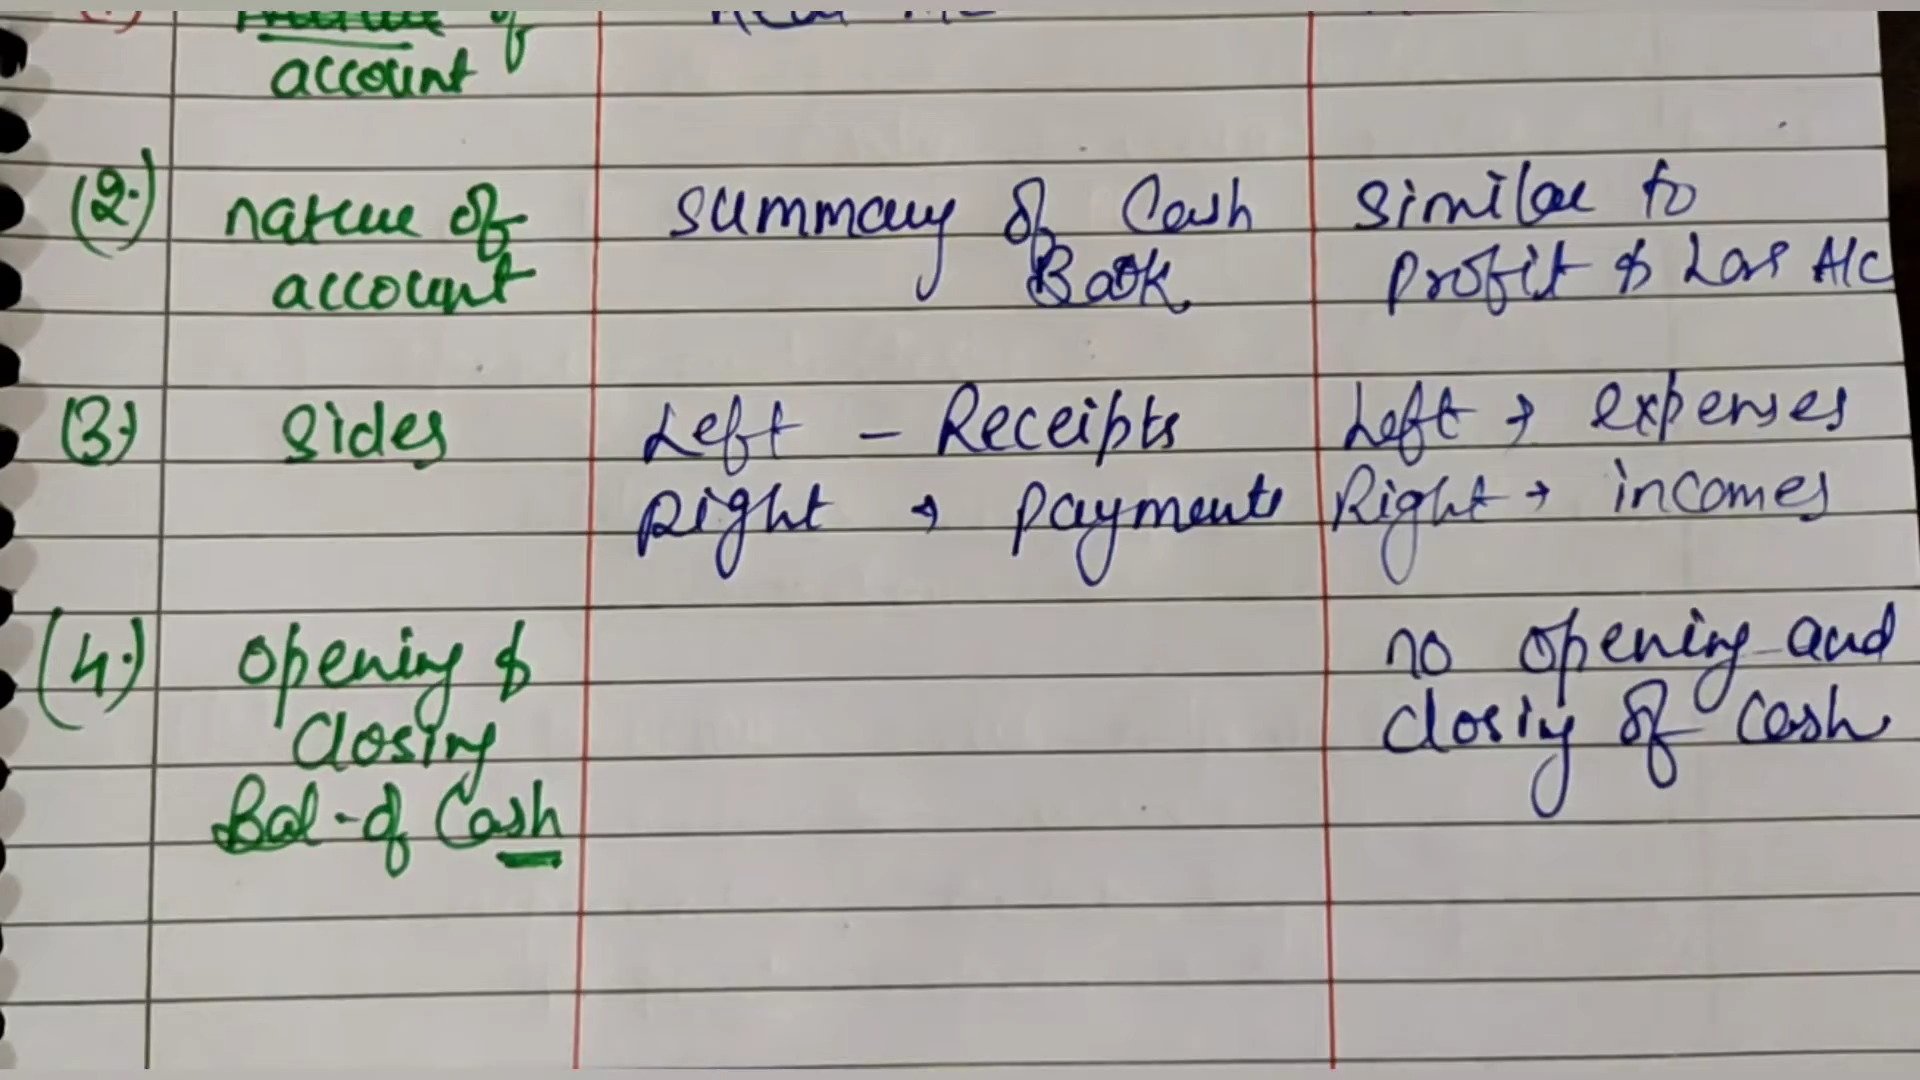 account
(2.) nature of summary of Cash similar to
account Book Profit & Loss A/C
(3.) Sides Left - Receipts Left → expenses
Right → Payments Right → incomes
(4.) Opening & no opening and
Closing closing of cash
Bal-of Cash